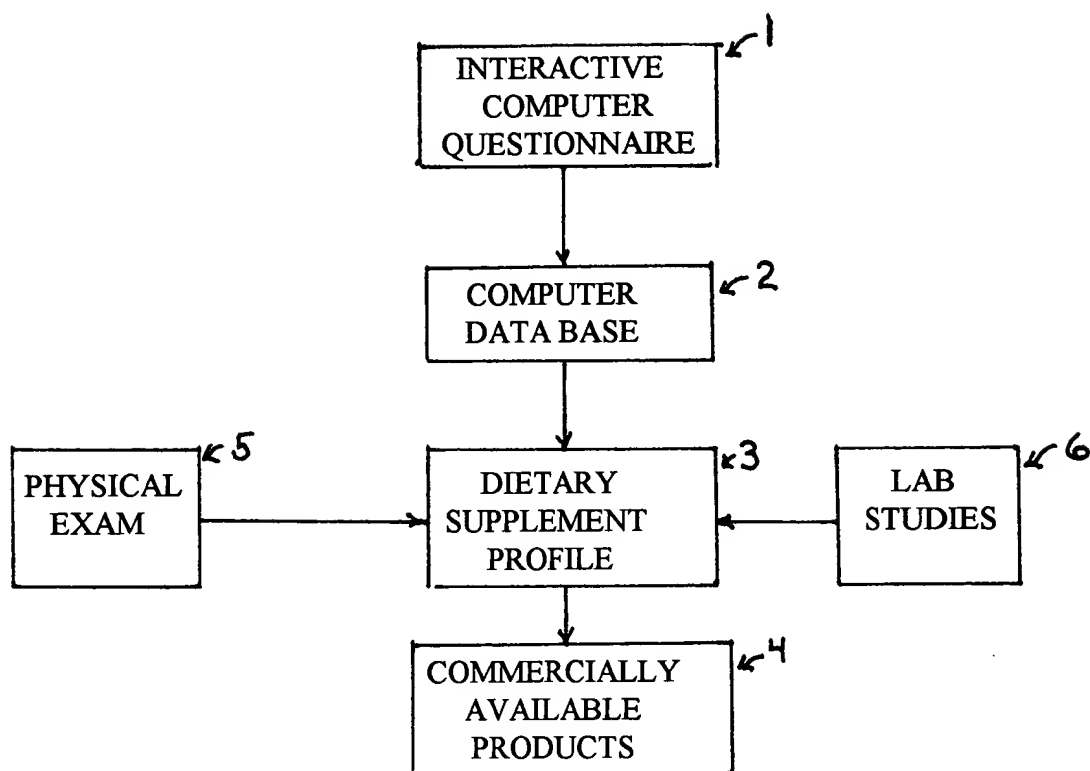 1
INTERACTIVE
COMPUTER
QUESTIONNAIRE
2
COMPUTER
DATA BASE
5
PHYSICAL
EXAM
3
DIETARY
SUPPLEMENT
PROFILE
6
LAB
STUDIES
4
COMMERCIALLY
AVAILABLE
PRODUCTS